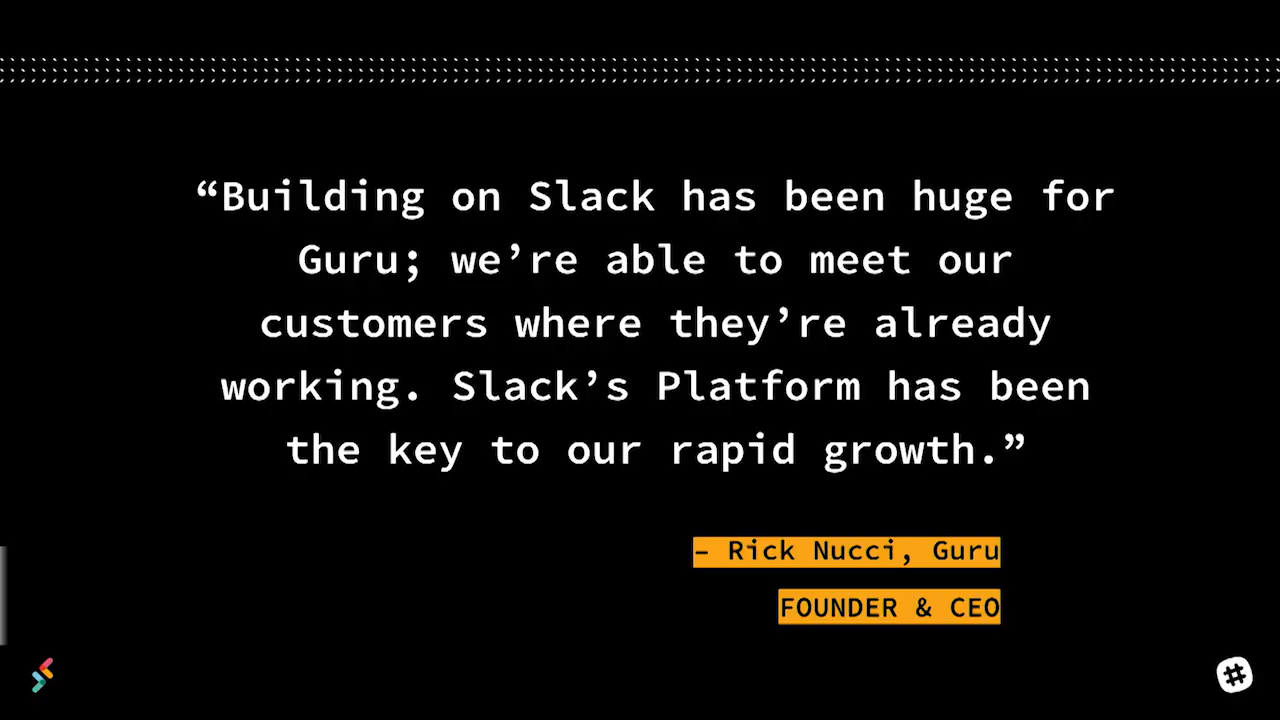 “Building on Slack has been huge for
Guru; we’re able to meet our
customers where they’re already
working. Slack’s Platform has been
the key to our rapid growth.”
– Rick Nucci, Guru
FOUNDER & CEO